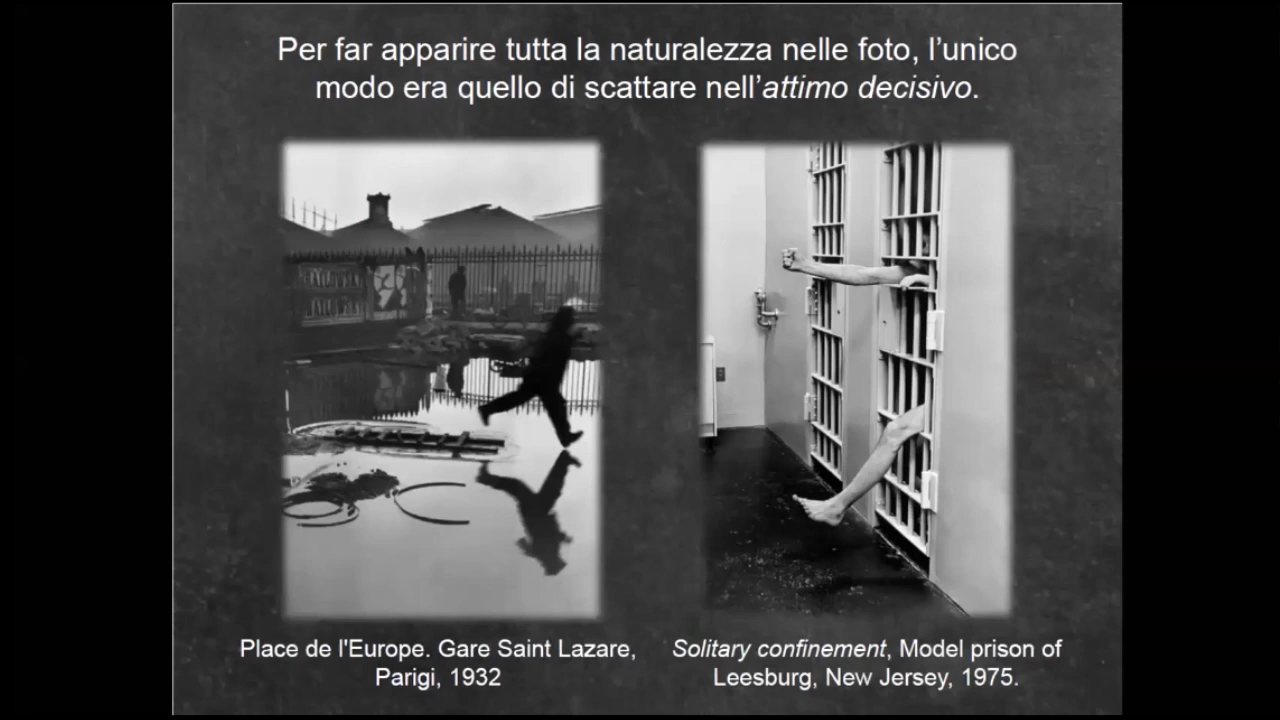 Per far apparire tutta la naturalezza nelle foto, l’unico
modo era quello di scattare nell’attimo decisivo.
Place de l'Europe. Gare Saint Lazare,
Parigi, 1932
Solitary confinement, Model prison of
Leesburg, New Jersey, 1975.